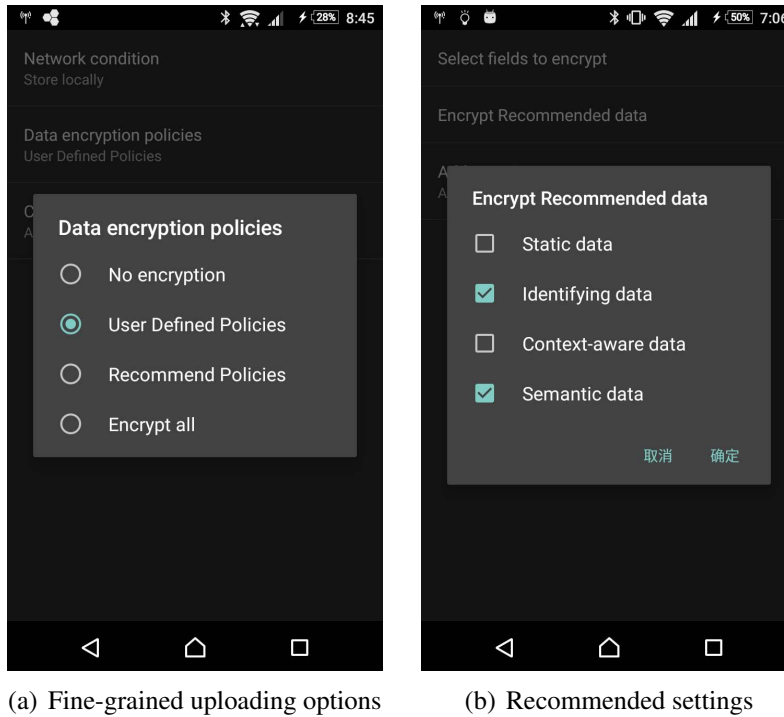 28% 8:45
Network condition
Store locally
Data encryption policies
User Defined Policies
C
A
Data encryption policies
No encryption
User Defined Policies
Recommend Policies
Encrypt all
(a) Fine-grained uploading options
50% 7:06
Select fields to encrypt
Encrypt Recommended data
A
A
Encrypt Recommended data
Static data
Identifying data
Context-aware data
Semantic data
取消 确定
(b) Recommended settings